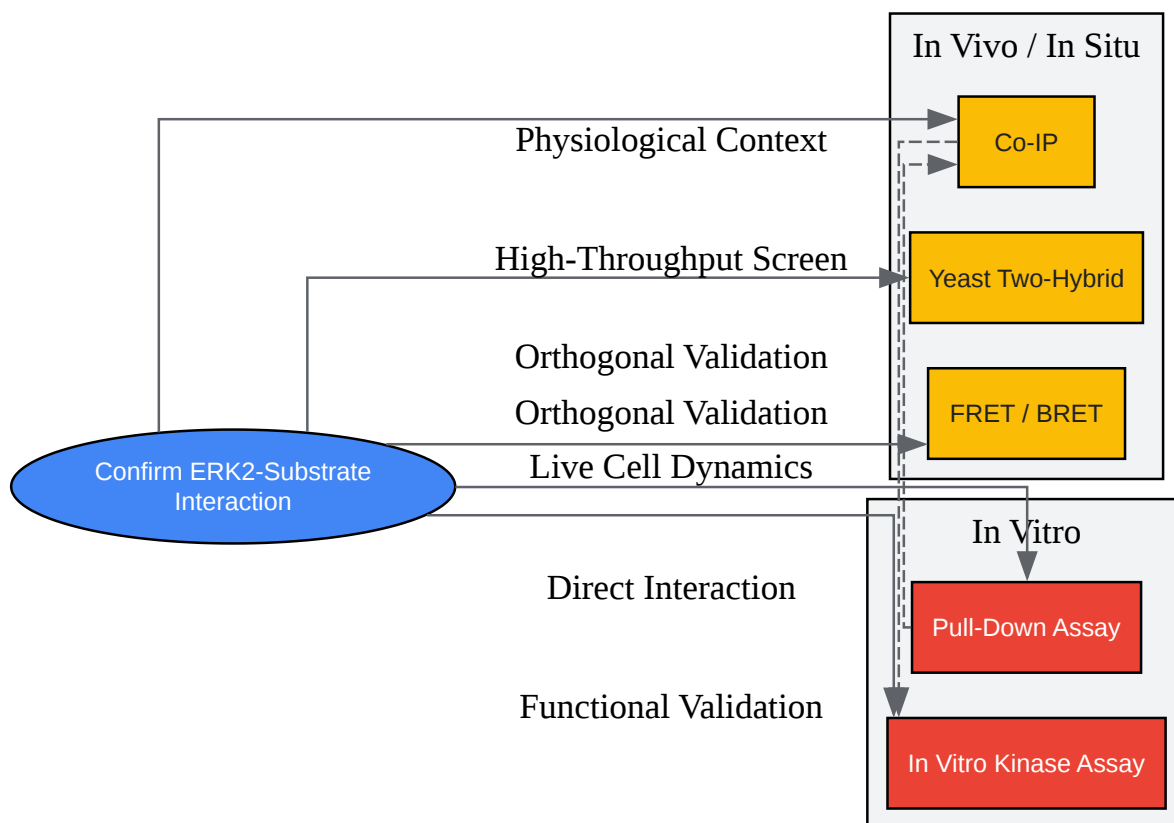 In Vivo / In Situ
Physiological Context
Co-IP
High-Throughput Screen
Yeast Two-Hybrid
Orthogonal Validation
Orthogonal Validation
FRET / BRET
Confirm ERK2-Substrate
Interaction
Live Cell Dynamics
In Vitro
Direct Interaction
Pull-Down Assay
Functional Validation
In Vitro Kinase Assay